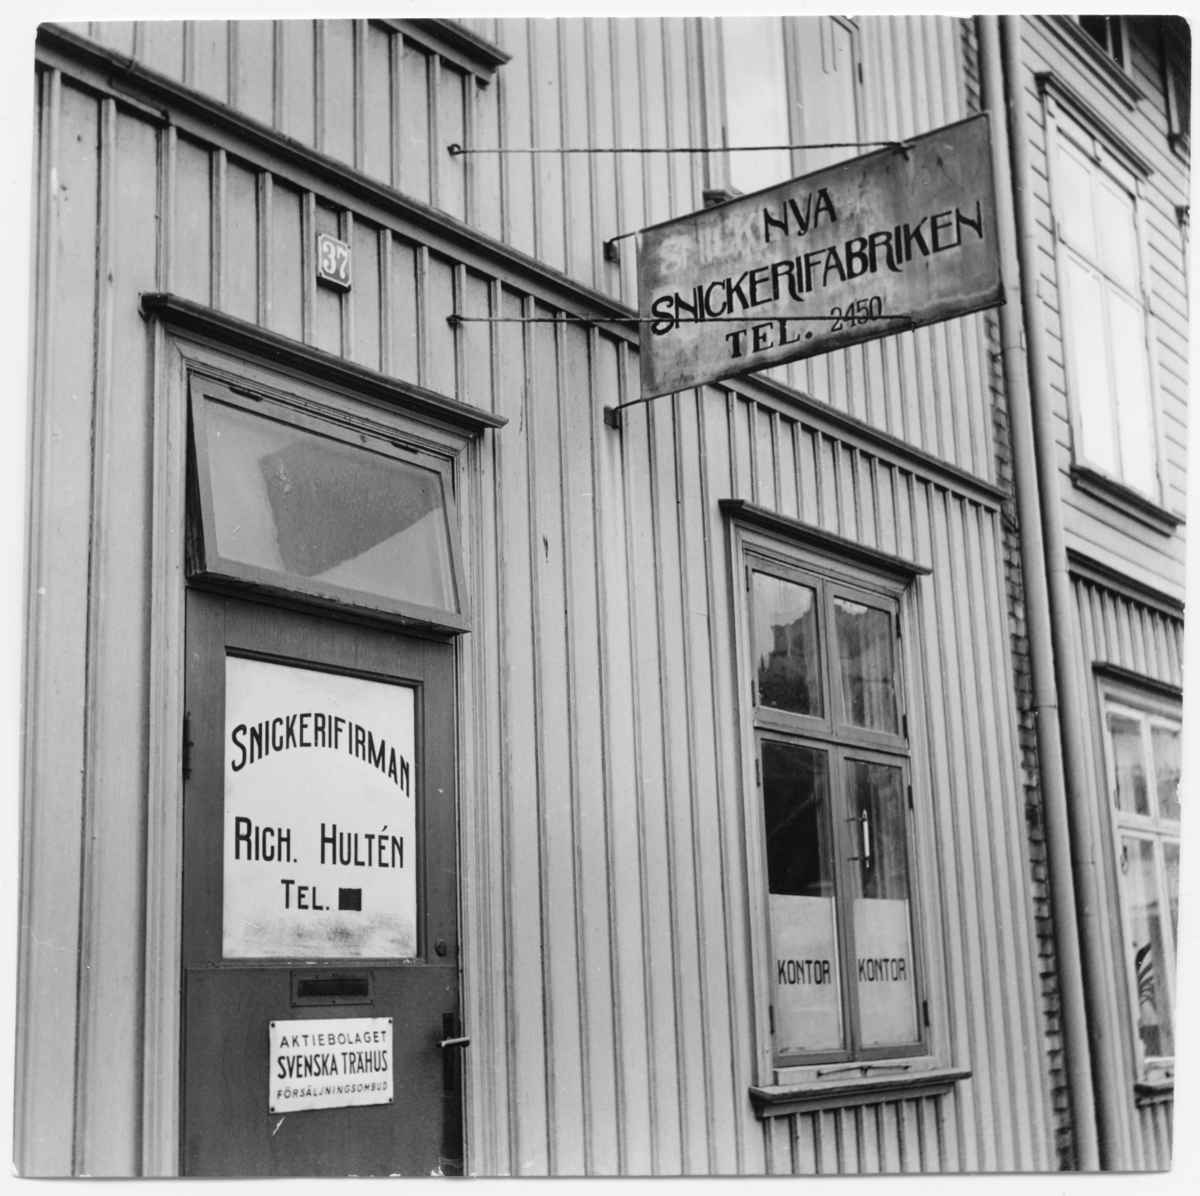 37
NYA
SNICKERIFABRIKEN
TEL. 2450
SNICKERIFIRMAN
RICH. HULTÉN
TEL.
AKTIEBOLAGET
SVENSKA TRÄHUS
FÖRSÄLJNINGSOMBUD
KONTOR
KONTOR